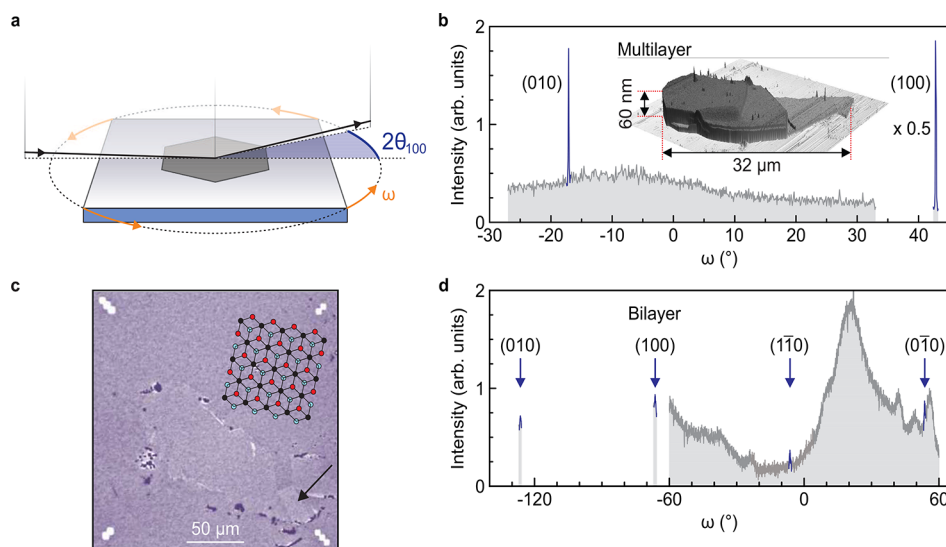 a
2θ100
ω
b
Intensity (arb. units)
2
1
0
-30
-20
-10
0
10
20
30
40
ω (°)
(010)
Multilayer
60 nm
32 µm
(100)
x 0.5
c
50 µm
d
Intensity (arb. units)
2
1
0
-120
-60
0
60
ω (°)
Bilayer
(010)
(100)
(11̅0)
(01̅0)